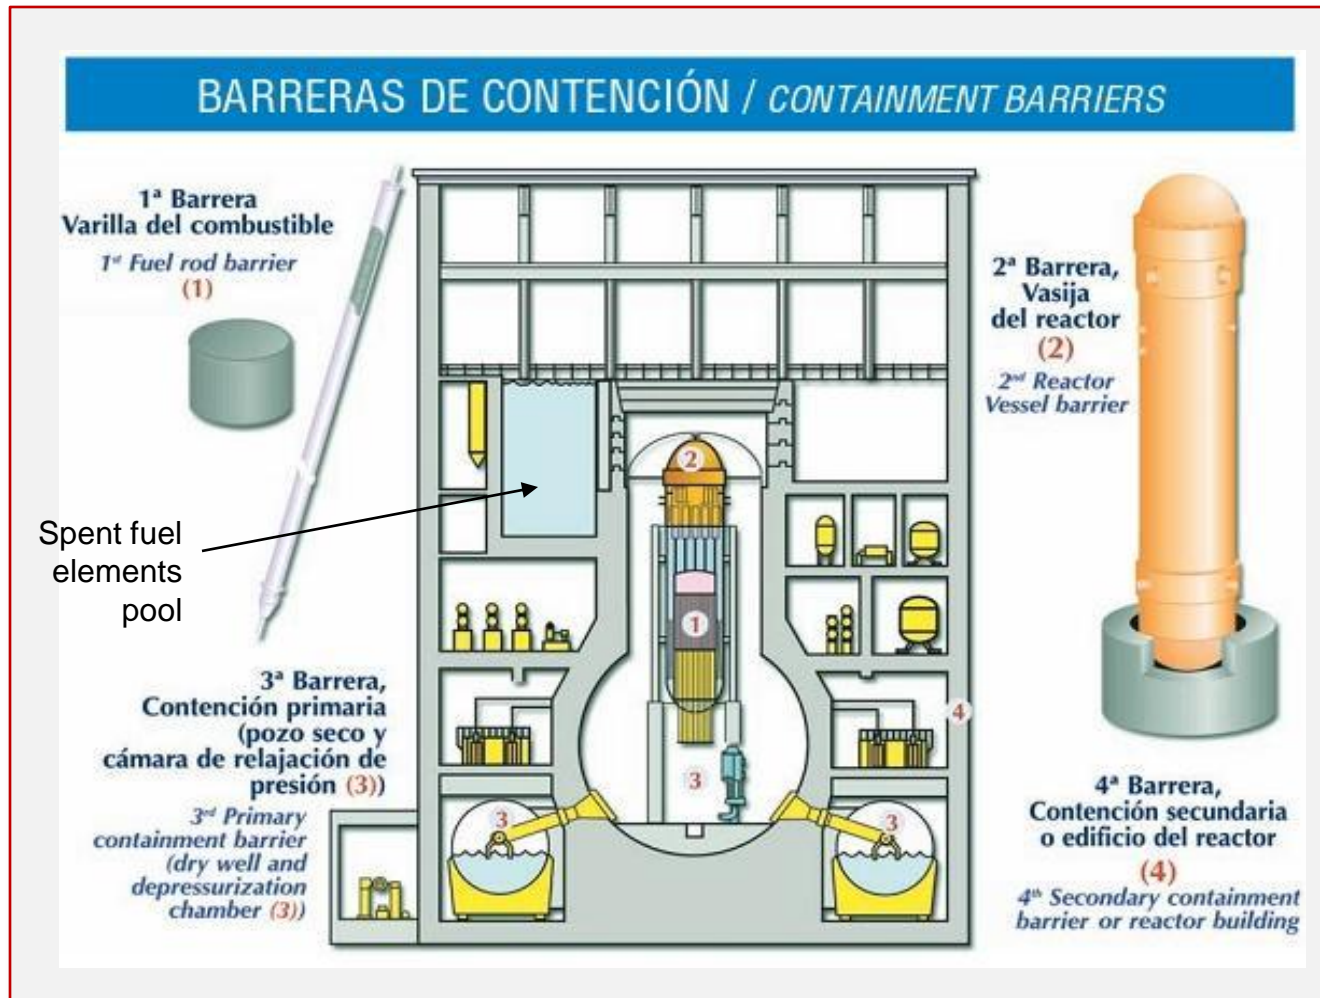 BARRERAS DE CONTENCIÓN / CONTAINMENT BARRIERS
1ª Barrera
Varilla del combustible
1st Fuel rod barrier
(1)
2ª Barrera,
Vasija
del reactor
(2)
2nd Reactor
Vessel barrier
2
1
Spent fuel
elements
pool
3ª Barrera,
Contención primaria
(pozo seco y
cámara de relajación de
presión (3))
3rd Primary
containment barrier
(dry well and
depressurization
chamber (3))
4
3
3
3
4ª Barrera,
Contención secundaria
o edificio del reactor
(4)
4th Secondary containment
barrier or reactor building